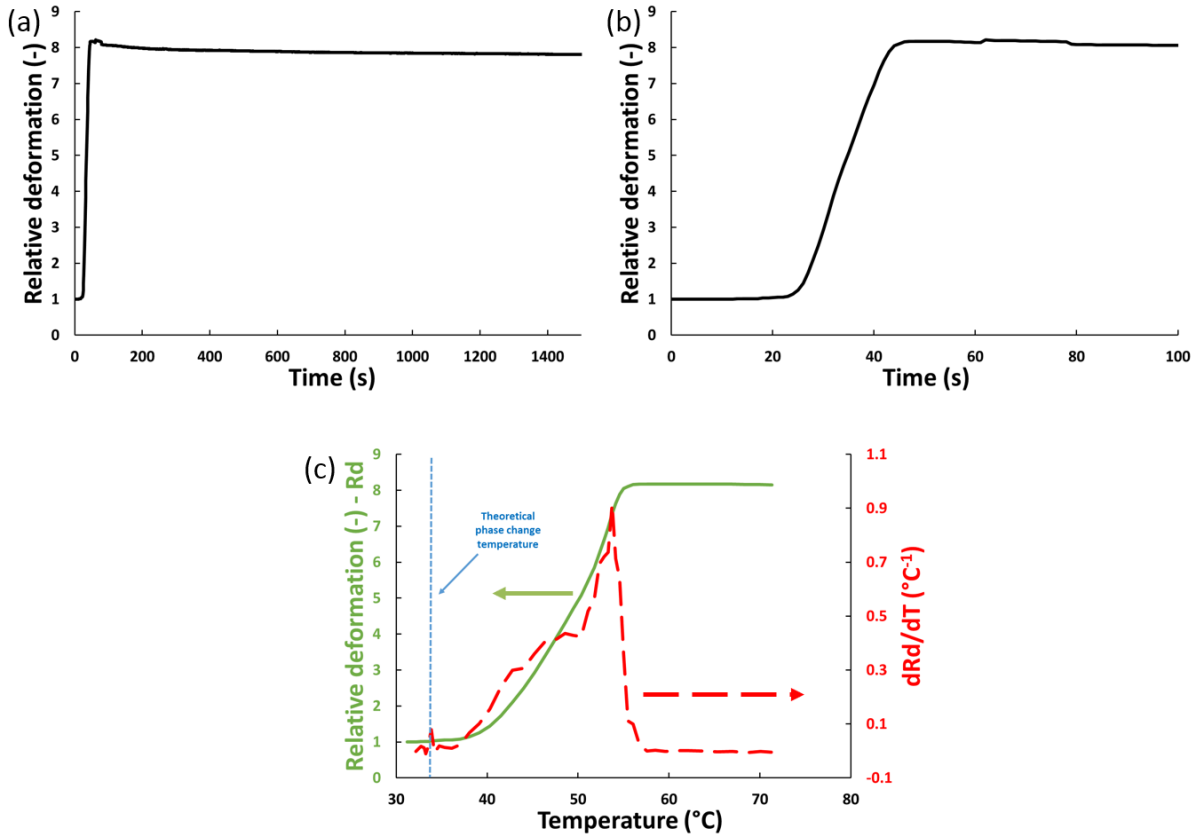 (a)
Relative deformation (-)
9
8
7
6
5
4
3
2
1
0
0 200 400 600 800 1000 1200 1400
Time (s)
(b)
Relative deformation (-)
9
8
7
6
5
4
3
2
1
0
0 20 40 60 80 100
Time (s)
(c)
Relative deformation (-) - Rd
9
8
7
6
5
4
3
2
1
0
Theoretical
phase change
temperature
1.1
0.9
0.7
0.5
0.3
0.1
-0.1
dRd/dT (°C⁻¹)
30 40 50 60 70 80
Temperature (°C)